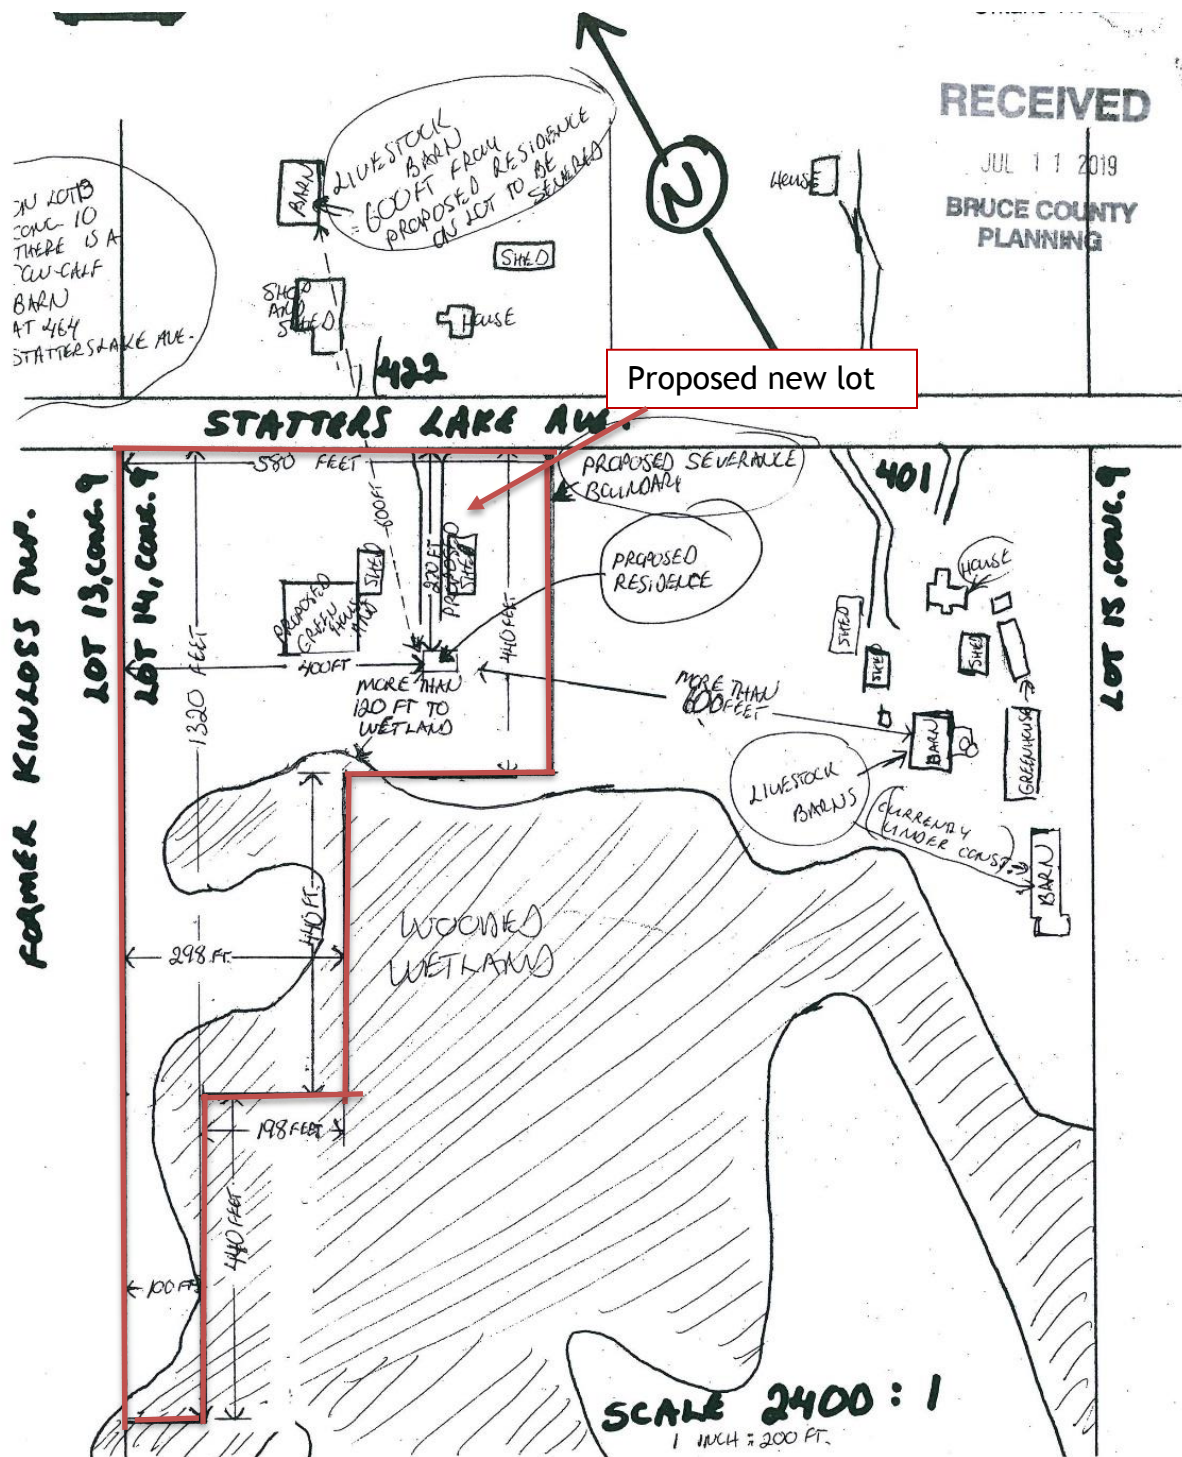 RECEIVED
JUL 11 2019
BRUCE COUNTY
PLANNING
N
LIVESTOCK
BARN
= 600FT FROM
PROPOSED RESIDENCE
ON LOT TO BE
SEVERED
BARN
SHED
SHOP
AND
SHED
HOUSE
HOUSE
ON LOT 13
CONC. 10
THERE IS A
COW-CALF
BARN
AT 464
STATTERS LAKE AVE.
422
Proposed new lot
STATTERS LAKE AVE.
580 FEET
PROPOSED SEVERANCE
BOUNDARY
401
FORMER KINLOSS TWP.
LOT 13, CONC. 9
LOT 14, CONC. 9
LOT 15, CONC. 9
600FT
220 FT
PROPOSED
SHED
SHED
440 FEET
PROPOSED
RESIDENCE
PROPOSED
GREEN
HOUSE
HOUSE
SHED
SHED
SHED
400FT
1320 FEET
MORE THAN
120 FT TO
WETLAND
MORE THAN
600 FEET
BARN
GREENHOUSE
LIVESTOCK
BARNS
(CURRENTLY
UNDER CONST.)
BARN
440 FT.
298 FT.
WOODED
WETLAND
198 FEET
440 FEET
100 FT
SCALE 2400 : 1
1 INCH = 200 FT.